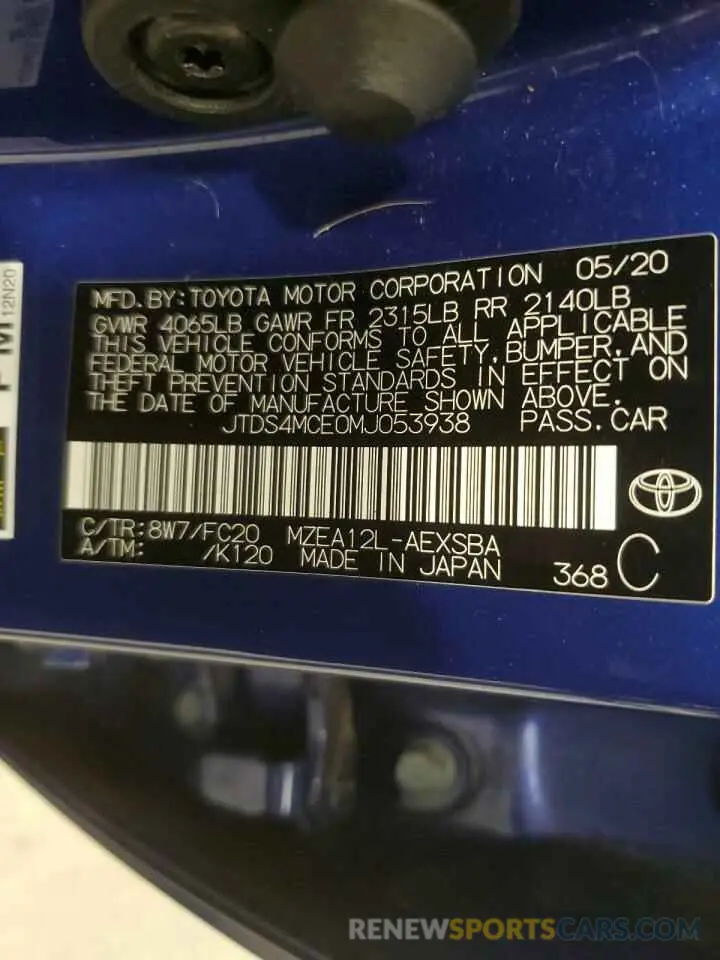 12N20
MFD.BY:TOYOTA MOTOR CORPORATION 05/20
GVWR 4065LB GAWR FR 2315LB RR 2140LB
THIS VEHICLE CONFORMS TO ALL APPLICABLE
FEDERAL MOTOR VEHICLE SAFETY,BUMPER,AND
THEFT PREVENTION STANDARDS IN EFFECT ON
THE DATE OF MANUFACTURE SHOWN ABOVE.
JTDS4MCE0MJ053938 PASS.CAR
C/TR:8W7/FC20 MZEA12L-AEXSBA
A/TM: /K120 MADE IN JAPAN 368 C
RENEWSPORTSCARS.COM